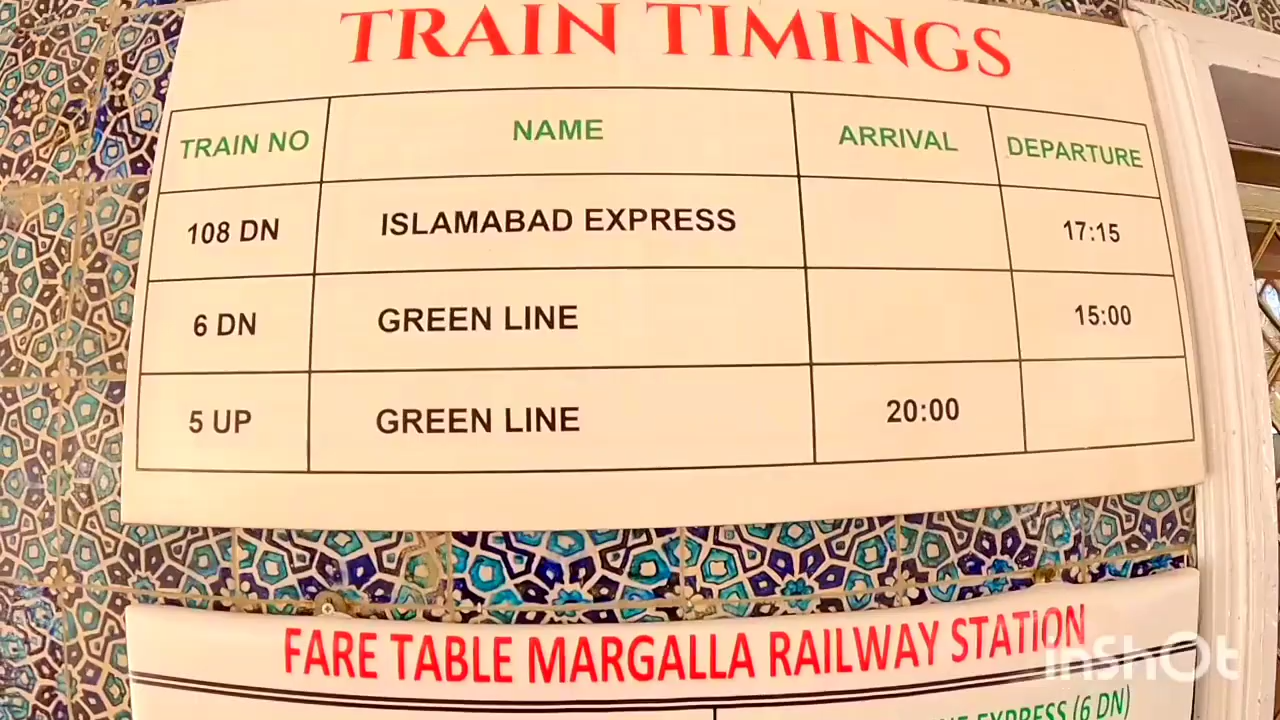 TRAIN TIMINGS
TRAIN NO NAME ARRIVAL DEPARTURE
108 DN ISLAMABAD EXPRESS 17:15
6 DN GREEN LINE 15:00
5 UP GREEN LINE 20:00
FARE TABLE MARGALLA RAILWAY STATION
InShOt
EXPRESS (6 DN)